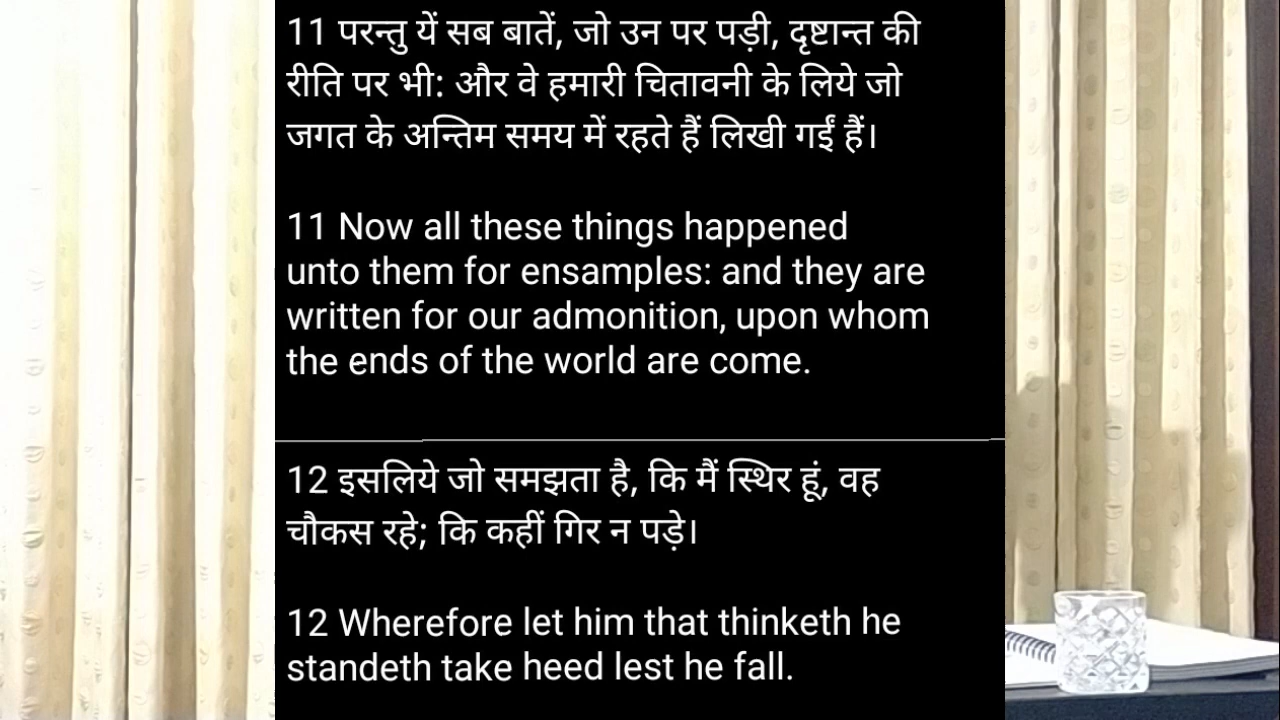 11 परन्तु यें सब बातें, जो उन पर पड़ी, दृष्टान्त की
रीति पर भी: और वे हमारी चितावनी के लिये जो
जगत के अन्तिम समय में रहते हैं लिखी गईं हैं।
11 Now all these things happened
unto them for ensamples: and they are
written for our admonition, upon whom
the ends of the world are come.
12 इसलिये जो समझता है, कि मैं स्थिर हूं, वह
चौकस रहे; कि कहीं गिर न पड़े।
12 Wherefore let him that thinketh he
standeth take heed lest he fall.